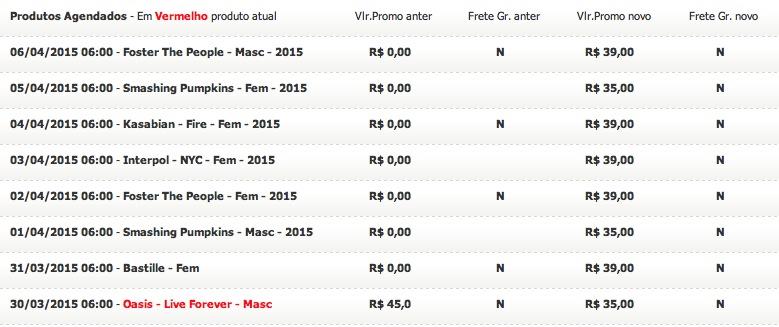 Produtos Agendados - Em Vermelho produto atual Vlr.Promo anter Frete Gr. anter Vlr.Promo novo Frete Gr. novo
06/04/2015 06:00 - Foster The People - Masc - 2015 R$ 0,00 N R$ 39,00 N
05/04/2015 06:00 - Smashing Pumpkins - Fem - 2015 R$ 0,00 R$ 35,00 N
04/04/2015 06:00 - Kasabian - Fire - Fem - 2015 R$ 0,00 N R$ 39,00 N
03/04/2015 06:00 - Interpol - NYC - Fem - 2015 R$ 0,00 R$ 39,00 N
02/04/2015 06:00 - Foster The People - Fem - 2015 R$ 0,00 N R$ 39,00 N
01/04/2015 06:00 - Smashing Pumpkins - Masc - 2015 R$ 0,00 R$ 35,00 N
31/03/2015 06:00 - Bastille - Fem R$ 0,00 N R$ 39,00 N
30/03/2015 06:00 - Oasis - Live Forever - Masc R$ 45,0 N R$ 35,00 N